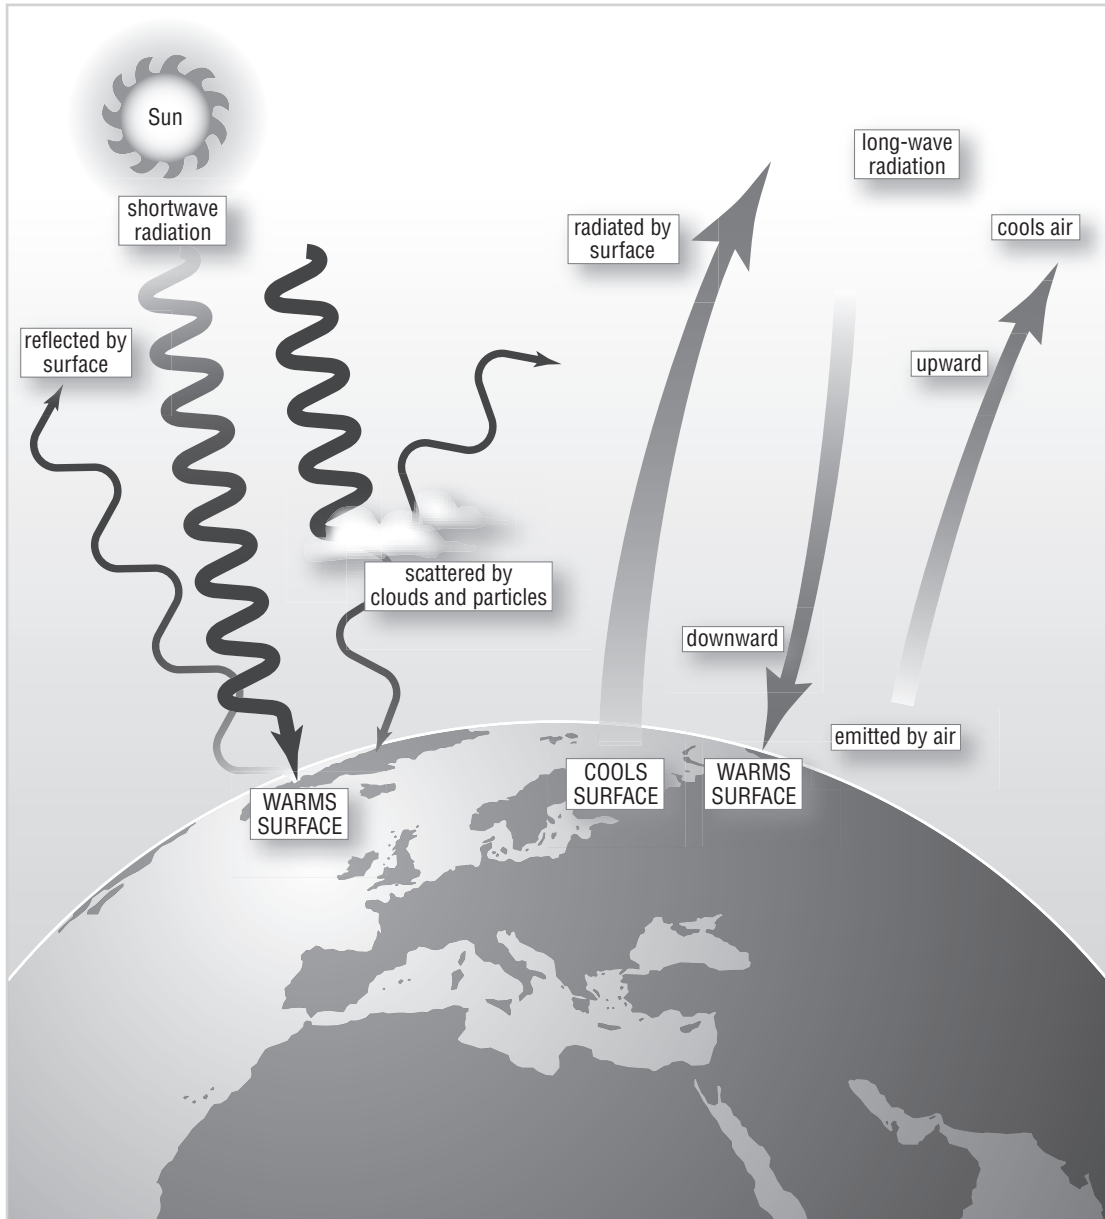 Sun
shortwave
radiation
reflected by
surface
scattered by
clouds and particles
WARMS
SURFACE
long-wave
radiation
radiated by
surface
cools air
upward
downward
emitted by air
COOLS
SURFACE
WARMS
SURFACE